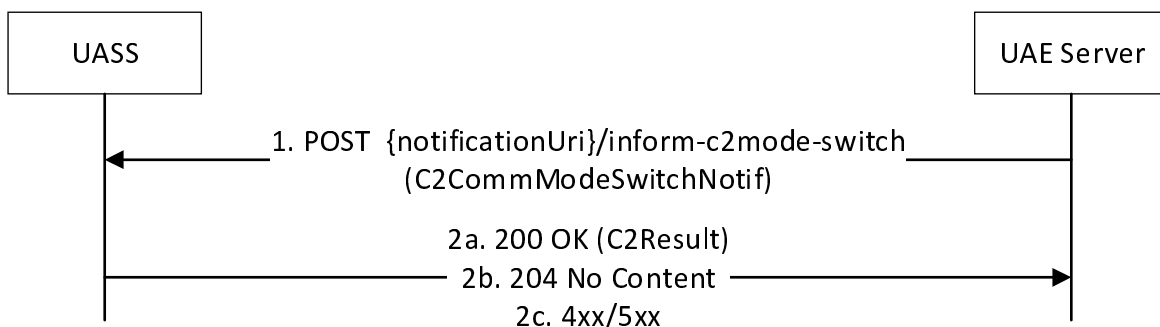 UASS
UAE Server
1. POST  {notificationUri}/inform-c2mode-switch
(C2CommModeSwitchNotif)
2a. 200 OK (C2Result)
2b. 204 No Content
2c. 4xx/5xx